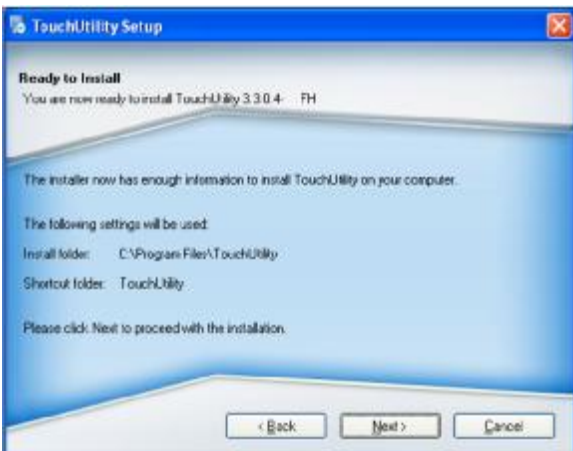 TouchUtility Setup
Ready to Install
You are now ready to install TouchUtility 3.3.0.4- FH
The installer now has enough information to install TouchUtility on your computer.
The following settings will be used:
Install folder: C:\Program Files\TouchUtility
Shortcut folder: TouchUtility
Please click Next to proceed with the installation.
< Back Next > Cancel